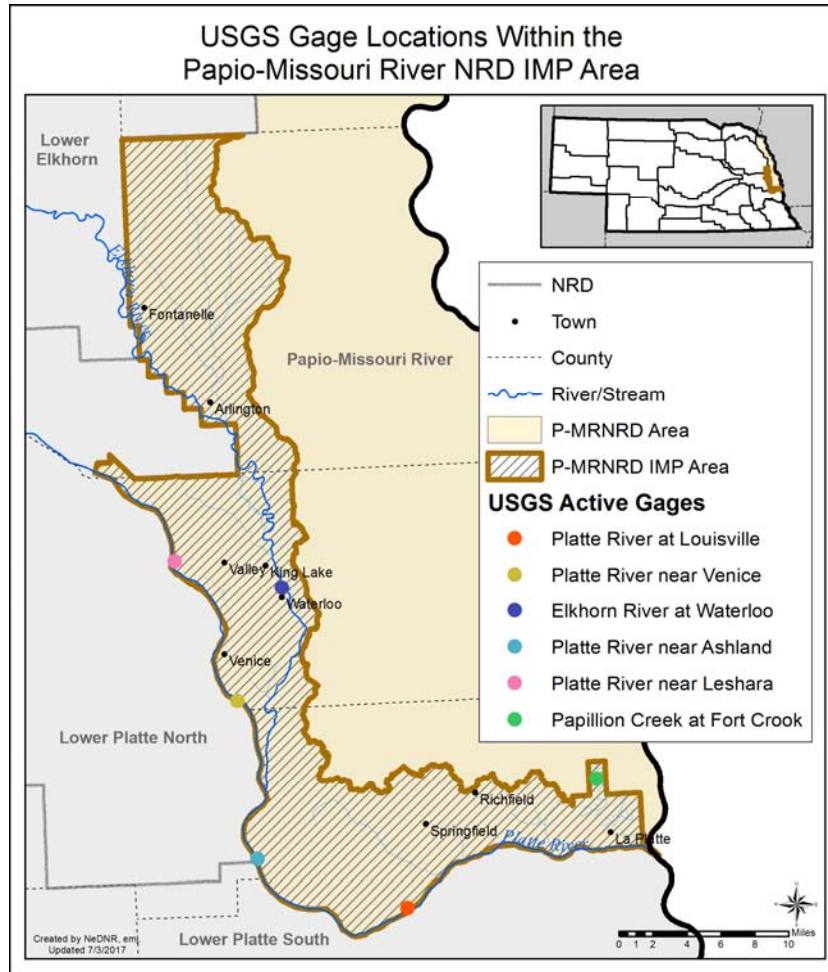 USGS Gage Locations Within the
Papio-Missouri River NRD IMP Area
Lower
Elkhorn
Fontanelle
Papio-Missouri River
Arlington
NRD
Town
County
River/Stream
P-MRNRD Area
P-MRNRD IMP Area
USGS Active Gages
Platte River at Louisville
Platte River near Venice
Elkhorn River at Waterloo
Platte River near Ashland
Platte River near Leshara
Papillion Creek at Fort Crook
Valley
King Lake
Waterloo
Venice
Lower Platte North
Richfield
Springfield
Platte River
La Platte
Lower Platte South
Created by NeDNR, emj.
Updated 7/3/2017
Miles
0 1 2 4 6 8 10